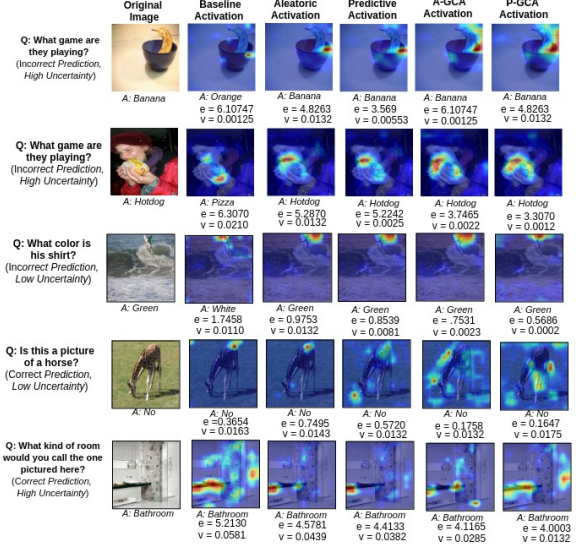 Original Image
Baseline Activation
Aleatoric Activation
Predictive Activation
A-GCA Activation
P-GCA Activation
Q: What game are
they playing?
(Incorrect Prediction,
High Uncertainty)
A: Banana
A: Orange
e = 6.10747
v = 0.00125
A: Banana
e = 4.8263
v = 0.0132
A: Banana
e = 3.569
v = 0.00553
A: Banana
e = 6.10747
v = 0.00125
A: Banana
e = 4.8263
v = 0.0132
Q: What game are
they playing?
(Incorrect Prediction,
High Uncertainty)
A: Hotdog
A: Pizza
e = 6.3070
v = 0.0210
A: Hotdog
e = 5.2870
v = 0.0132
A: Hotdog
e = 5.2242
v = 0.0025
A: Hotdog
e = 3.7465
v = 0.0022
A: Hotdog
e = 3.3070
v = 0.0012
Q: What color is
his shirt?
(Incorrect Prediction,
Low Uncertainty)
A: Green
A: White
e = 1.7458
v = 0.0110
A: Green
e = 0.9753
v = 0.0132
A: Green
e = 0.8539
v = 0.0081
A: Green
e = .7531
v = 0.0023
A: Green
e = 0.5686
v = 0.0002
Q: Is this a picture
of a horse?
(Correct Prediction,
Low Uncertainty)
A: No
A: No
e =0.3654
v = 0.0163
A: No
e = 0.7495
v = 0.0143
A: No
e = 0.5720
v = 0.0132
A: No
e = 0.1758
v = 0.0132
A: No
e = 0.1647
v = 0.0175
Q: What kind of room
would you call the one
pictured here?
(Correct Prediction,
High Uncertainty)
A: Bathroom
A: Bathroom
e = 5.2130
v = 0.0581
A: Bathroom
e = 4.5781
v = 0.0439
A: Bathroom
e = 4.4133
v = 0.0382
A: Bathroom
e = 4.1165
v = 0.0285
A: Bathroom
e = 4.0003
v = 0.0132